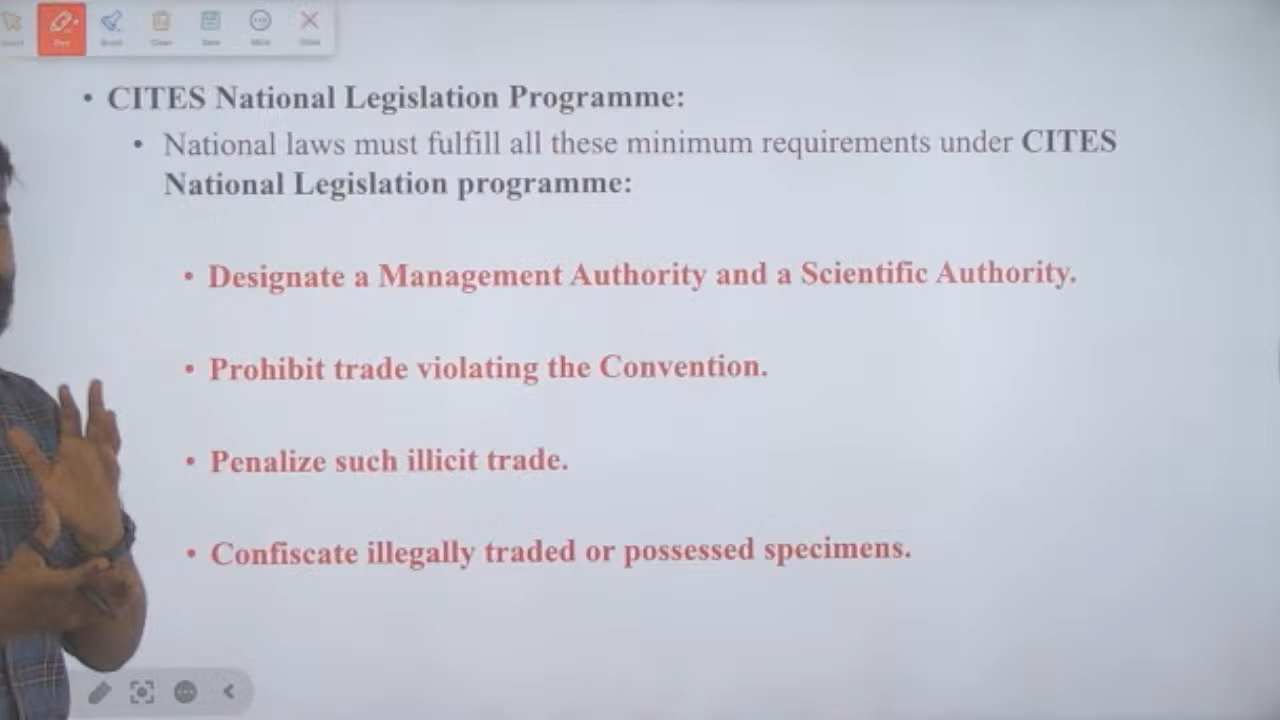 • CITES National Legislation Programme:
• National laws must fulfill all these minimum requirements under CITES
National Legislation programme:
• Designate a Management Authority and a Scientific Authority.
• Prohibit trade violating the Convention.
• Penalize such illicit trade.
• Confiscate illegally traded or possessed specimens.